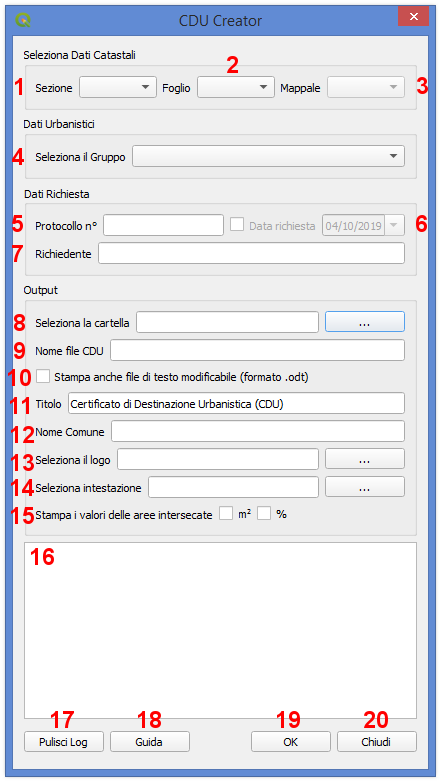 CDU Creator
Seleziona Dati Catastali
2
1 Sezione Foglio Mappale 3
Dati Urbanistici
4 Seleziona il Gruppo
Dati Richiesta
5 Protocollo n° Data richiesta 04/10/2019 6
7 Richiedente
Output
8 Seleziona la cartella ...
9 Nome file CDU
10 Stampa anche file di testo modificabile (formato .odt)
11 Titolo Certificato di Destinazione Urbanistica (CDU)
12 Nome Comune
13 Seleziona il logo ...
14 Seleziona intestazione ...
15 Stampa i valori delle aree intersecate m² %
16
17 18 19 20
Pulisci Log Guida OK Chiudi